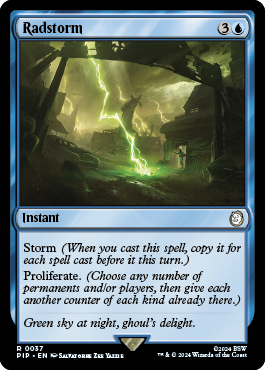 Radstorm 3
Instant
Storm (When you cast this spell, copy it for
each spell cast before it this turn.)
Proliferate. (Choose any number of
permanents and/or players, then give each
another counter of each kind already there.)
Green sky at night, ghoul's delight.
R 0037 ©2024 BSW
PIP • EN Salvatorre Zee Yazzie ™ & © 2024 Wizards of the Coast